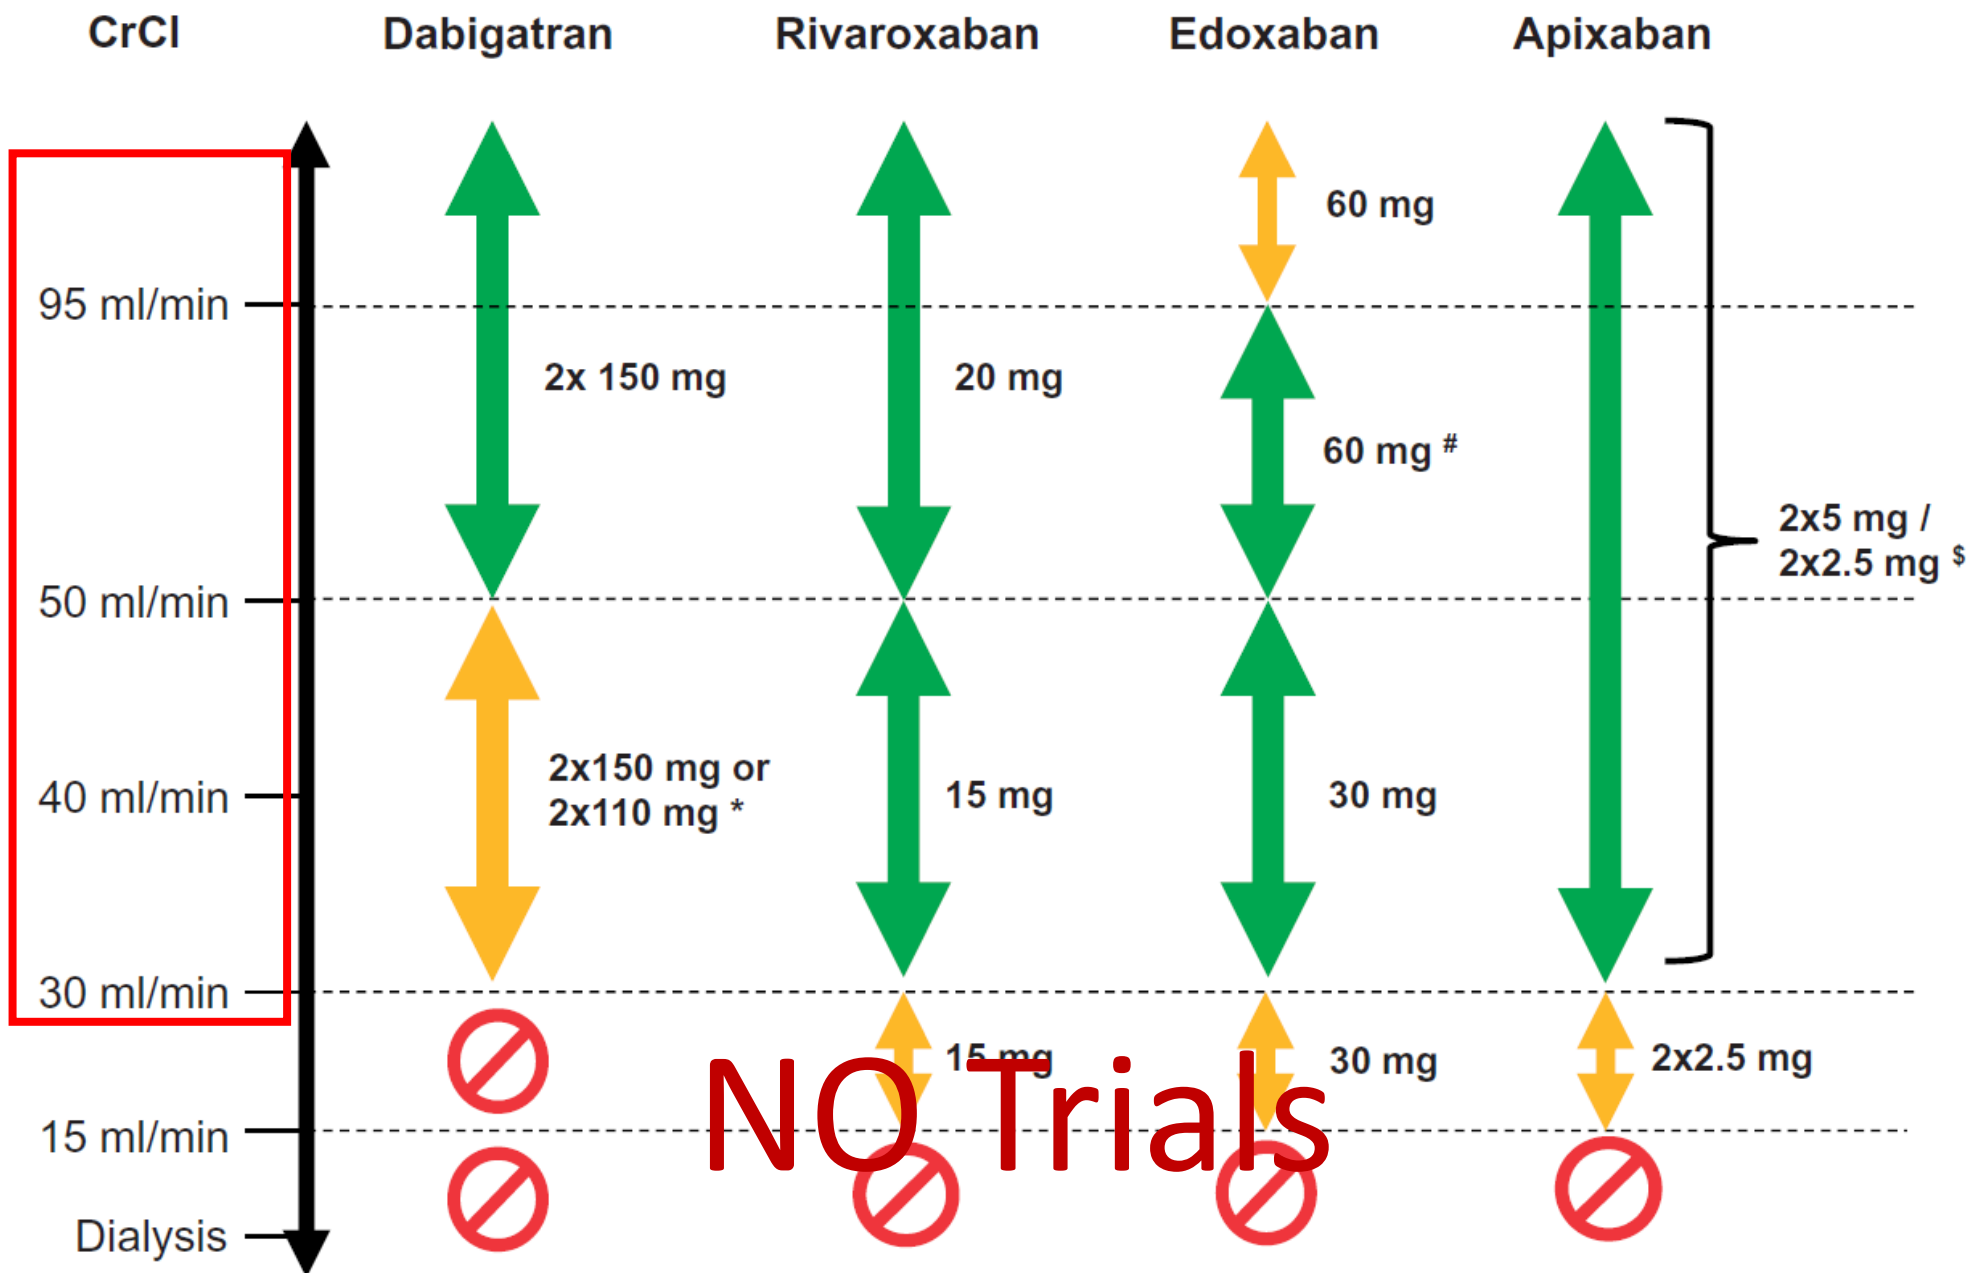 CrCl Dabigatran Rivaroxaban Edoxaban Apixaban
60 mg
95 ml/min
2x 150 mg 20 mg
60 mg #
2x5 mg /
2x2.5 mg $
50 ml/min
2x150 mg or
2x110 mg *
40 ml/min 15 mg 30 mg
30 ml/min
15 mg 30 mg 2x2.5 mg
NO Trials
15 ml/min
Dialysis